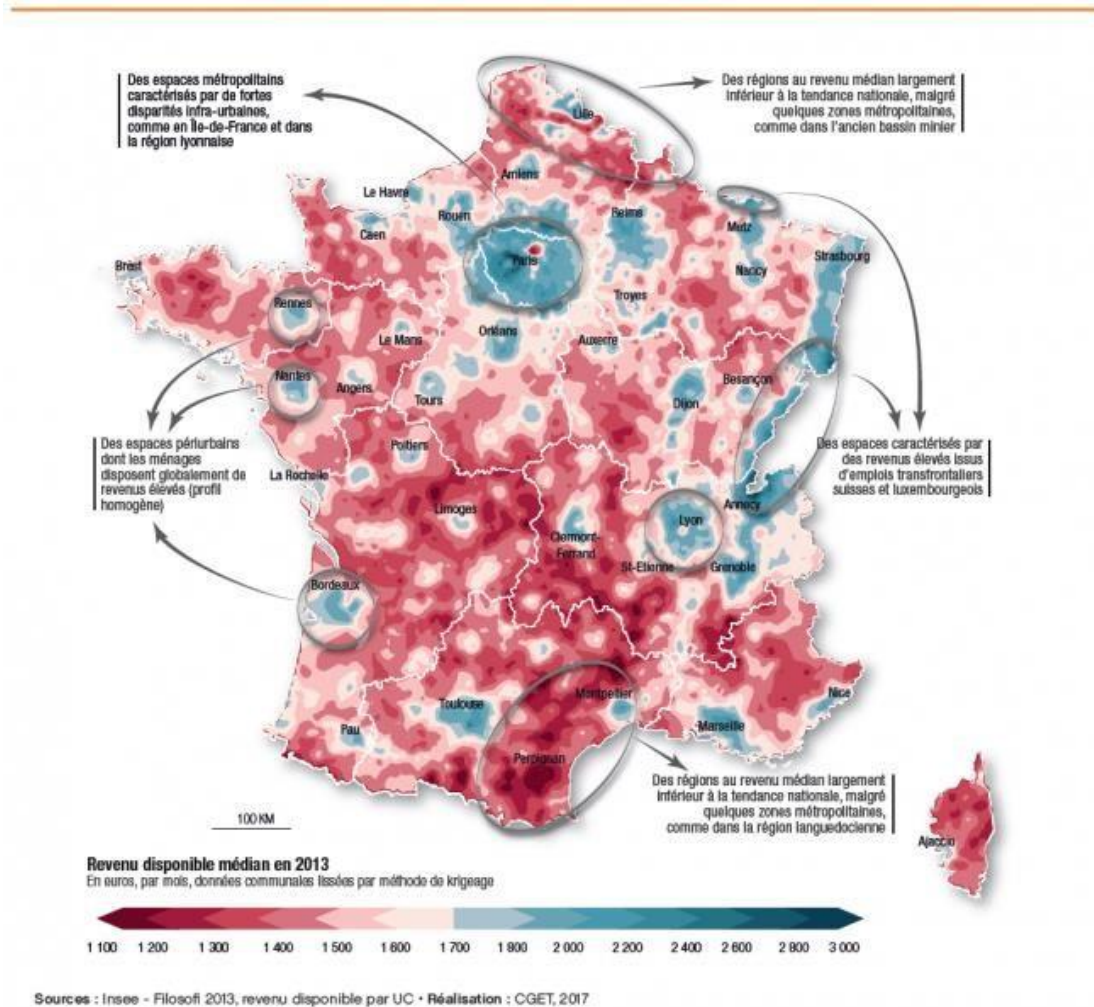 Des espaces métropolitains
caractérisés par de fortes
disparités infra-urbaines,
comme en Île-de-France et dans
la région lyonnaise
Des régions au revenu médian largement
inférieur à la tendance nationale, malgré
quelques zones métropolitaines,
comme dans l'ancien bassin minier
Lille
Amiens
Le Havre
Rouen
Reims
Caen
Metz
Paris
Strasbourg
Brest
Nancy
Rennes
Troyes
Le Mans
Orléans
Auxerre
Nantes
Angers
Tours
Besançon
Dijon
Des espaces périurbains
dont les ménages
disposent globalement de
revenus élevés (profil
homogène)
Poitiers
La Rochelle
Des espaces caractérisés par
des revenus élevés issus
d'emplois transfrontaliers
suisses et luxembourgeois
Limoges
Annecy
Lyon
Clermont-
Ferrand
St-Etienne
Grenoble
Bordeaux
Montpellier
Nice
Toulouse
Marseille
Pau
Perpignan
Des régions au revenu médian largement
inférieur à la tendance nationale, malgré
quelques zones métropolitaines,
comme dans la région languedocienne
100 KM
Ajaccio
Revenu disponible médian en 2013
En euros, par mois, données communales lissées par méthode de krigeage
1 100 1 200 1 300 1 400 1 500 1 600 1 700 1 800 2 000 2 200 2 400 2 600 2 800 3 000
Sources : Insee - Filosofi 2013, revenu disponible par UC • Réalisation : CGET, 2017